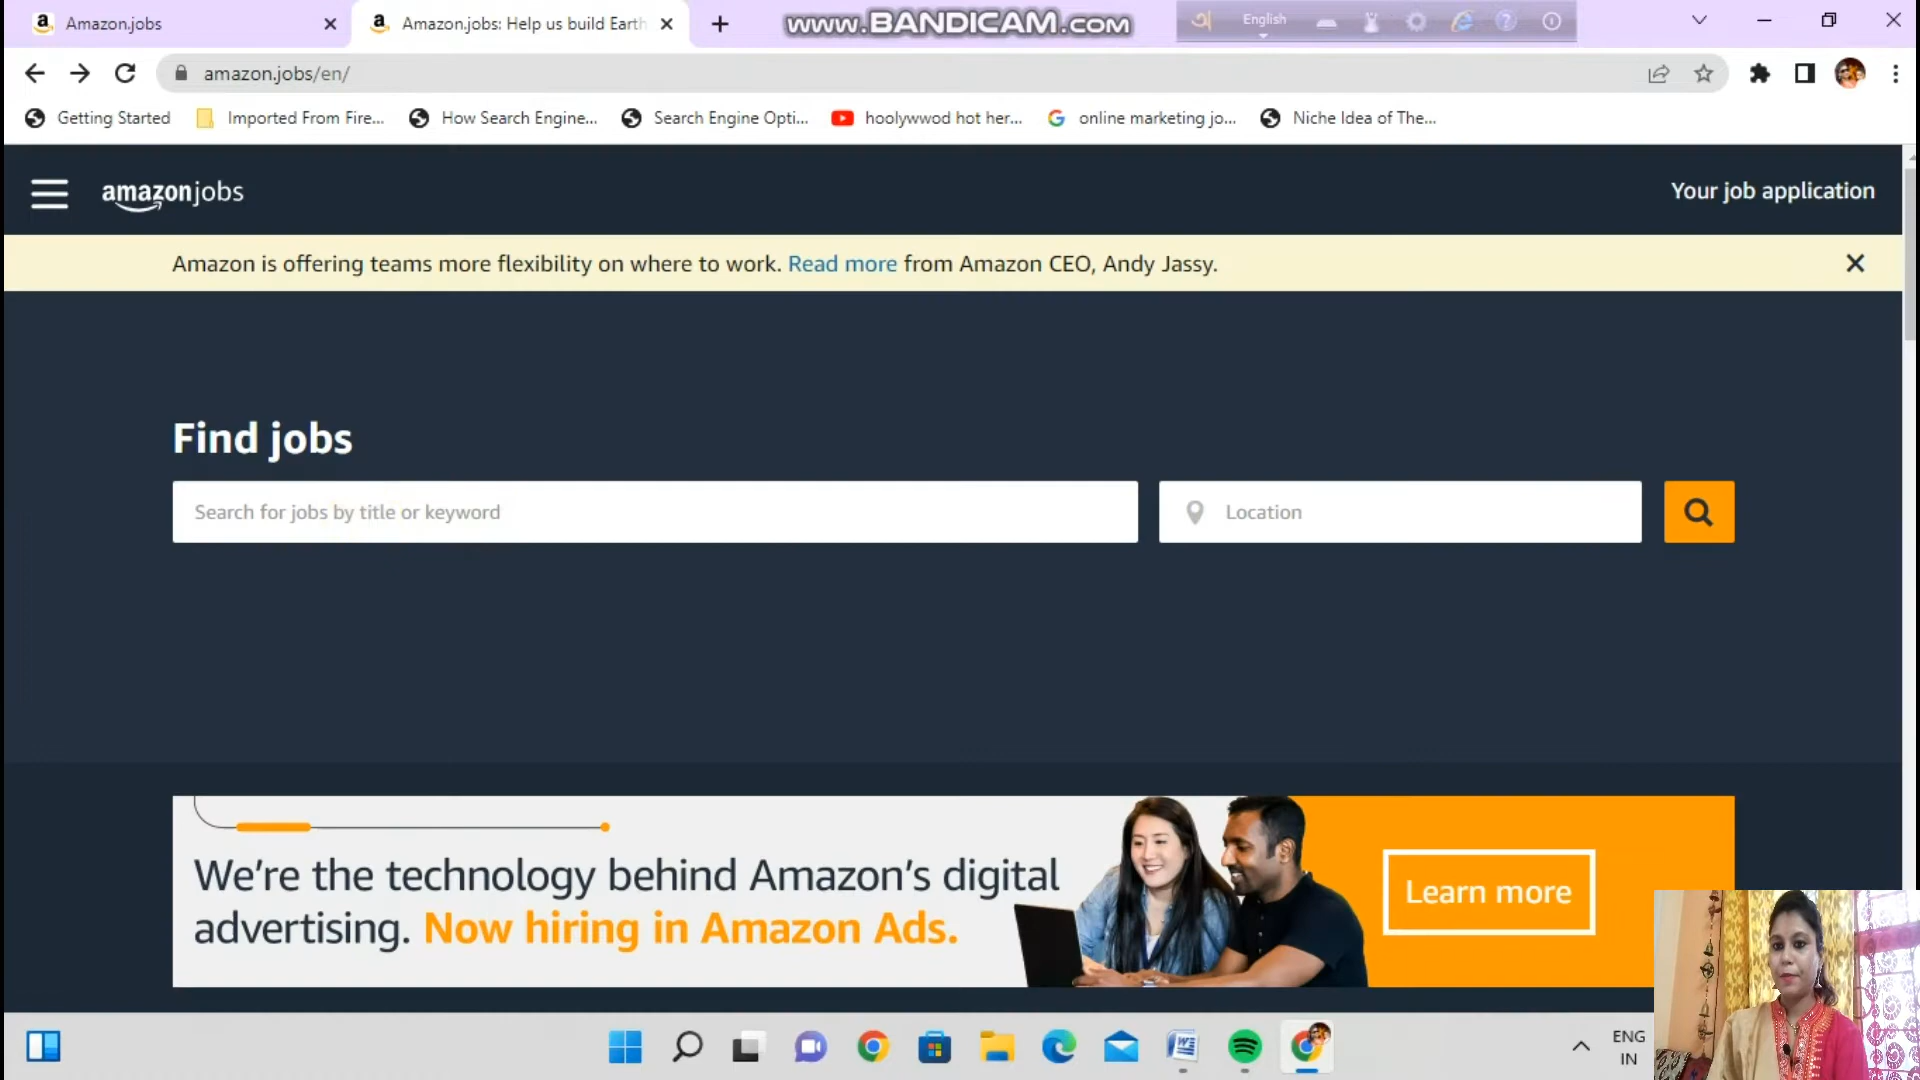 Amazon.jobs
Amazon.jobs: Help us build Earth
www.BANDICAM.com
English
amazon.jobs/en/
Getting Started
Imported From Fire...
How Search Engine...
Search Engine Opti...
hoolywwod hot her...
online marketing jo...
Niche Idea of The...
amazon jobs
Your job application
Amazon is offering teams more flexibility on where to work. Read more from Amazon CEO, Andy Jassy.
Find jobs
Search for jobs by title or keyword
Location
We're the technology behind Amazon's digital
advertising. Now hiring in Amazon Ads.
Learn more
ENG
IN